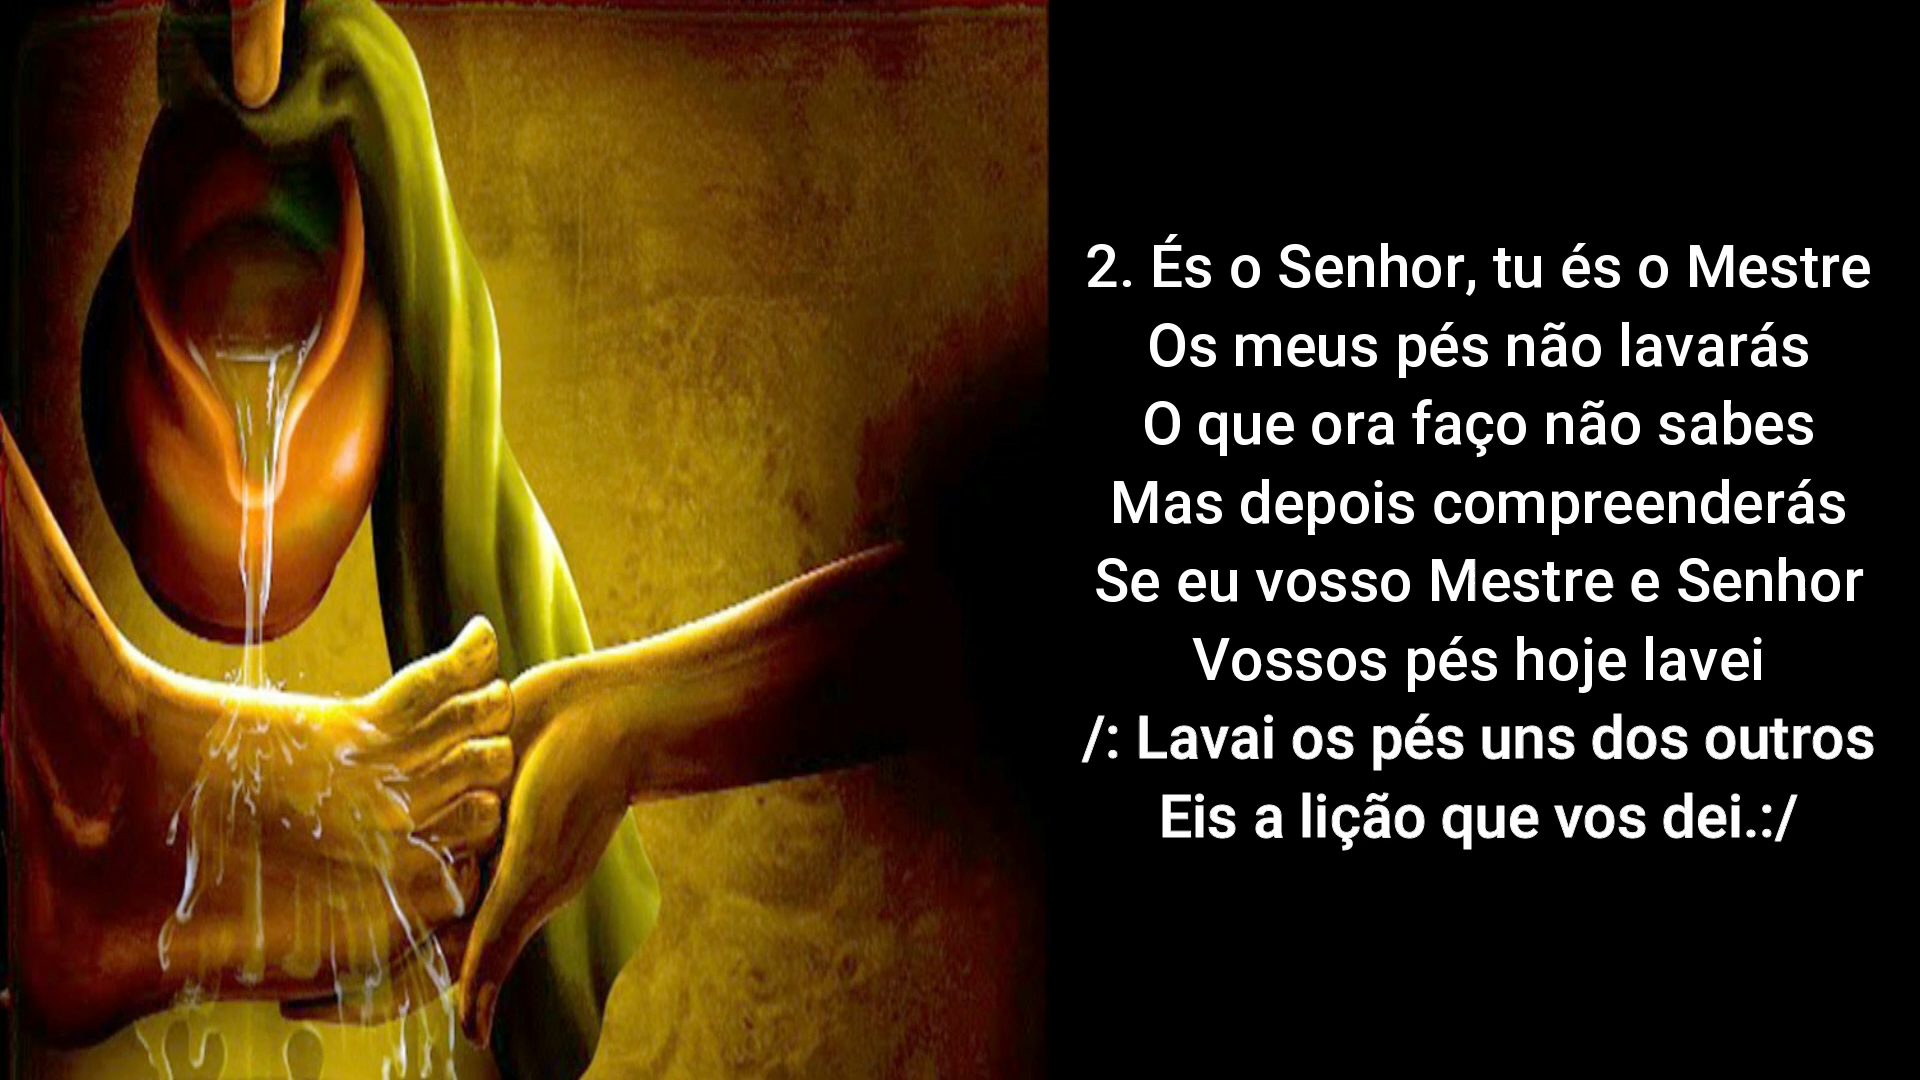 2. És o Senhor, tu és o Mestre
Os meus pés não lavarás
O que ora faço não sabes
Mas depois compreenderás
Se eu vosso Mestre e Senhor
Vossos pés hoje lavei
/: Lavai os pés uns dos outros
Eis a lição que vos dei.:/